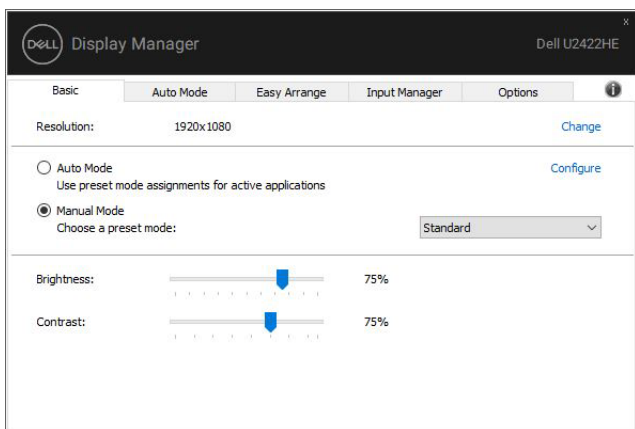 DELL Display Manager Dell U2422HE x
Basic Auto Mode Easy Arrange Input Manager Options i
Resolution: 1920x1080 Change
Auto Mode Configure
Use preset mode assignments for active applications
Manual Mode
Choose a preset mode: Standard
Brightness: 75%
Contrast: 75%